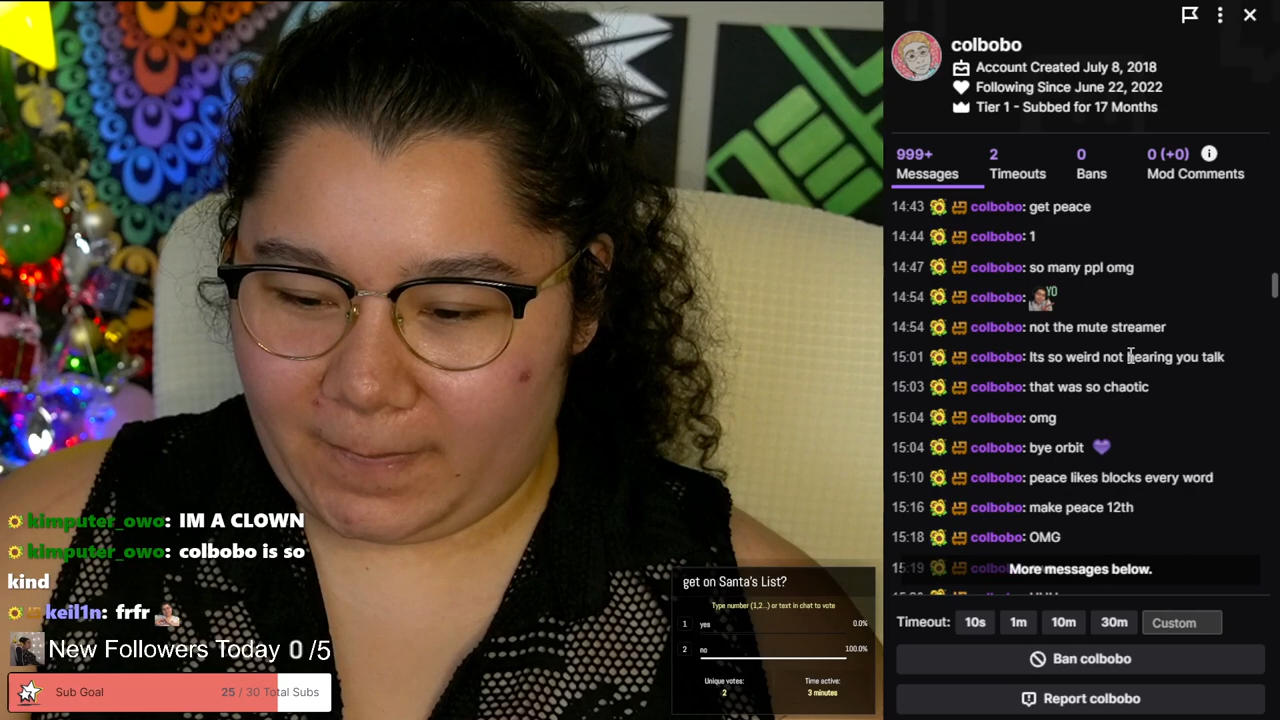 kimputer_owo: IM A CLOWN
kimputer_owo: colbobo is so
kind
keil1n: frfr
New Followers Today 0 /5
Sub Goal 25 / 30 Total Subs
get on Santa's List?
Type number (1,2...) or text in chat to vote
1 yes 0.0%
2 no 100.0%
Unique votes: Time active:
2 3 minutes
colbobo
Account Created July 8, 2018
Following Since June 22, 2022
Tier 1 - Subbed for 17 Months
999+ 2 0 0 (+0)
Messages Timeouts Bans Mod Comments
14:43 colbobo: get peace
14:44 colbobo: 1
14:47 colbobo: so many ppl omg
14:54 colbobo: YO
14:54 colbobo: not the mute streamer
15:01 colbobo: Its so weird not hearing you talk
15:03 colbobo: that was so chaotic
15:04 colbobo: omg
15:04 colbobo: bye orbit
15:10 colbobo: peace likes blocks every word
15:16 colbobo: make peace 12th
15:18 colbobo: OMG
15:19
More messages below.
Timeout: 10s 1m 10m 30m Custom
Ban colbobo
Report colbobo